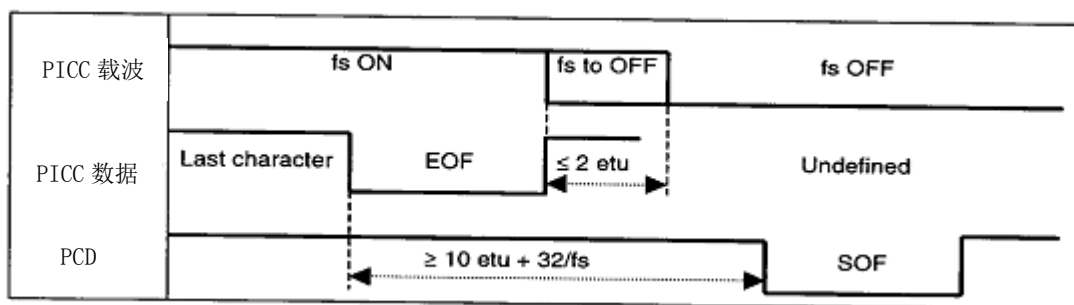 PICC 载波
fs ON
fs to OFF
fs OFF
PICC 数据
Last character
EOF
≤ 2 etu
Undefined
PCD
≥ 10 etu + 32/fs
SOF